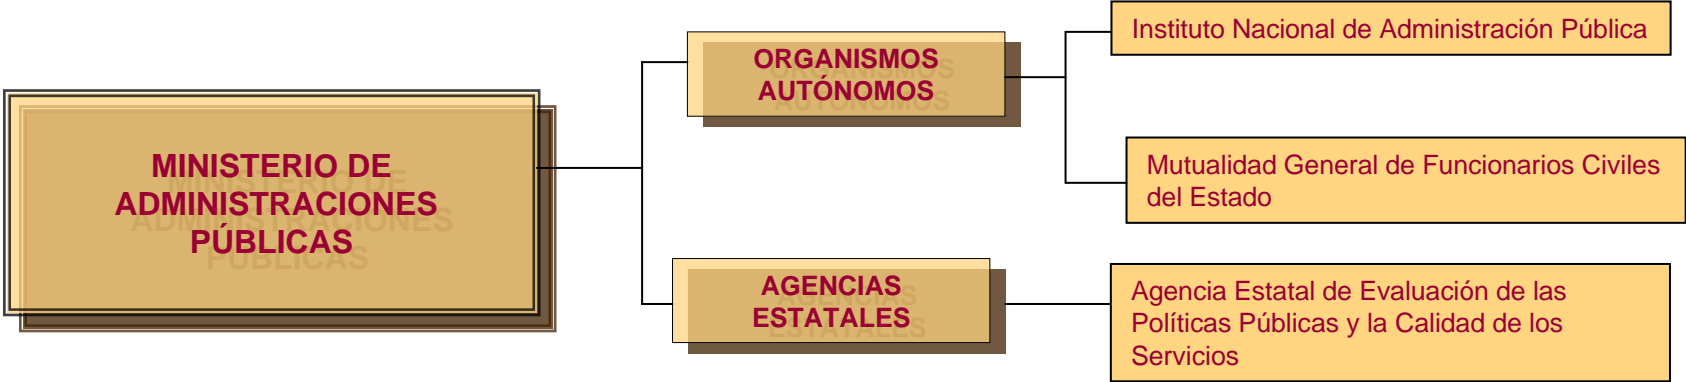 MINISTERIO DE
ADMINISTRACIONES
PÚBLICAS
ORGANISMOS
AUTÓNOMOS
Instituto Nacional de Administración Pública
Mutualidad General de Funcionarios Civiles
del Estado
AGENCIAS
ESTATALES
Agencia Estatal de Evaluación de las
Políticas Públicas y la Calidad de los
Servicios